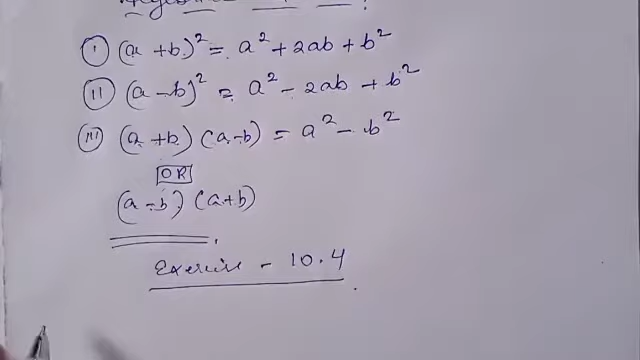 (I) (a + b)² = a² + 2ab + b²
(II) (a - b)² = a² - 2ab + b²
(III) (a + b) (a - b) = a² - b²
OR
(a - b) (a + b)
Exercise - 10.4